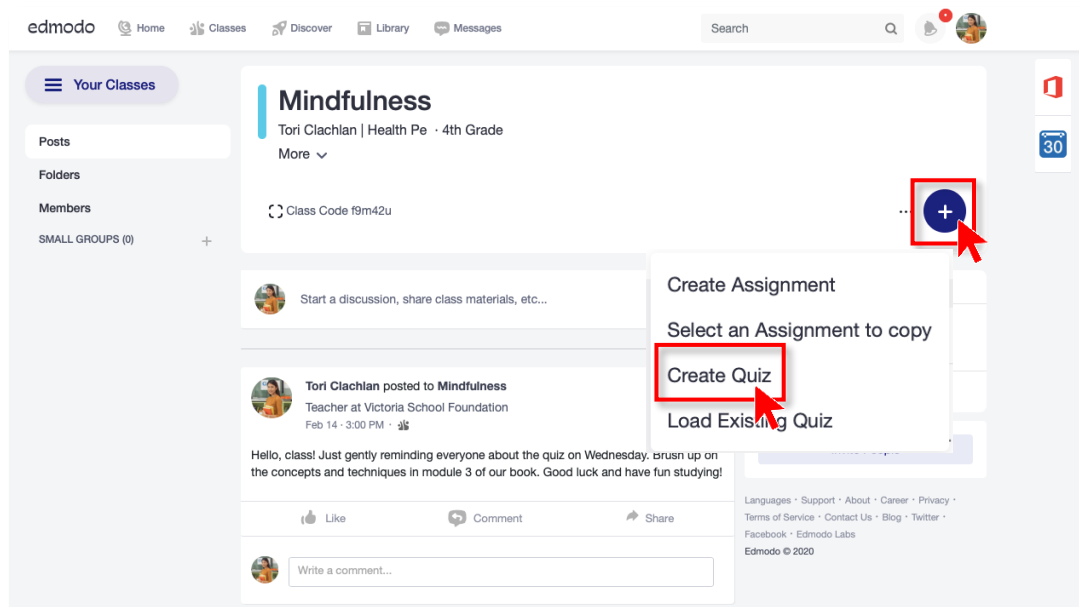 edmodo
Home
Classes
Discover
Library
Messages
Search
Your Classes
Posts
Folders
Members
SMALL GROUPS (0)
Mindfulness
Tori Clachlan | Health Pe · 4th Grade
More
Class Code f9m42u
30
Create Assignment
Select an Assignment to copy
Create Quiz
Load Existing Quiz
Start a discussion, share class materials, etc...
Tori Clachlan posted to Mindfulness
Teacher at Victoria School Foundation
Feb 14 · 3:00 PM ·
Hello, class! Just gently reminding everyone about the quiz on Wednesday. Brush up on
the concepts and techniques in module 3 of our book. Good luck and have fun studying!
Like
Comment
Share
Write a comment...
Languages · Support · About · Career · Privacy ·
Terms of Service · Contact Us · Blog · Twitter ·
Facebook · Edmodo Labs
Edmodo © 2020